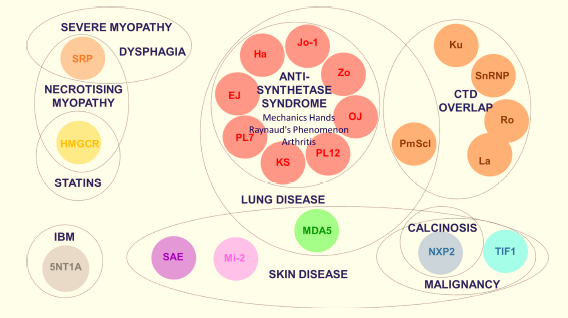 SEVERE MYOPATHY
SRP
DYSPHAGIA
NECROTISING
MYOPATHY
HMGCR
STATINS
IBM
5NT1A
Jo-1
Ha
Zo
EJ
ANTI-
SYNTHETASE
SYNDROME
Mechanics Hands
Raynaud's Phenomenon
Arthritis
OJ
PL7
KS
PL12
LUNG DISEASE
Ku
SnRNP
CTD
OVERLAP
Ro
PmScl
La
MDA5
SAE
Mi-2
SKIN DISEASE
CALCINOSIS
NXP2
TIF1
MALIGNANCY